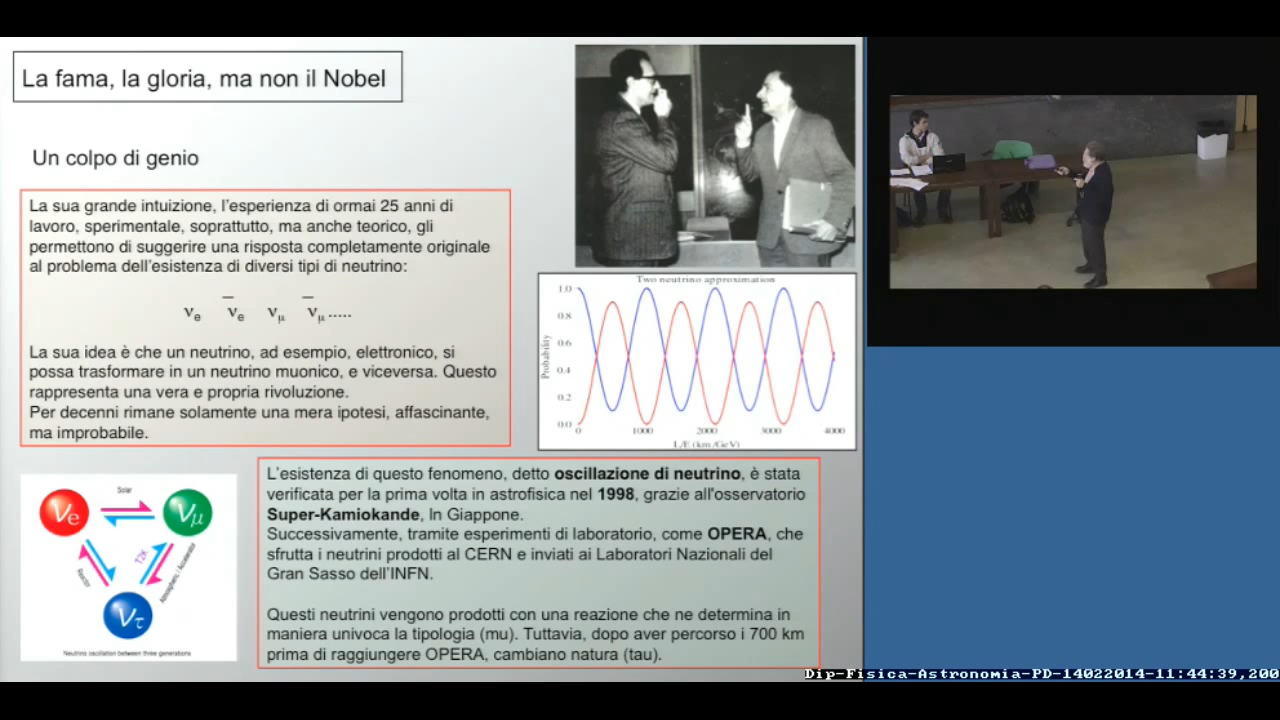 La fama, la gloria, ma non il Nobel
Un colpo di genio
La sua grande intuizione, l'esperienza di ormai 25 anni di
lavoro, sperimentale, soprattutto, ma anche teorico, gli
permettono di suggerire una risposta completamente originale
al problema dell'esistenza di diversi tipi di neutrino:
νe ν̅e νμ ν̅μ.....
La sua idea è che un neutrino, ad esempio, elettronico, si
possa trasformare in un neutrino muonico, e viceversa. Questo
rappresenta una vera e propria rivoluzione.
Per decenni rimane solamente una mera ipotesi, affascinante,
ma improbabile.
Two neutrino approximation
Probability
1.0
0.8
0.6
0.4
0.2
0.0
0 1000 2000 3000 4000
L/E (km/GeV)
Solar
νe νμ
T2K
Reactor
Atmospheric / Accelerator
ντ
Neutrino oscillation between three generations
L'esistenza di questo fenomeno, detto oscillazione di neutrino, è stata
verificata per la prima volta in astrofisica nel 1998, grazie all'osservatorio
Super-Kamiokande, In Giappone.
Successivamente, tramite esperimenti di laboratorio, come OPERA, che
sfrutta i neutrini prodotti al CERN e inviati ai Laboratori Nazionali del
Gran Sasso dell'INFN.
Questi neutrini vengono prodotti con una reazione che ne determina in
maniera univoca la tipologia (mu). Tuttavia, dopo aver percorso i 700 km
prima di raggiungere OPERA, cambiano natura (tau).
Dip-Fisica-Astronomia-PD-14022014-11:44:39,200